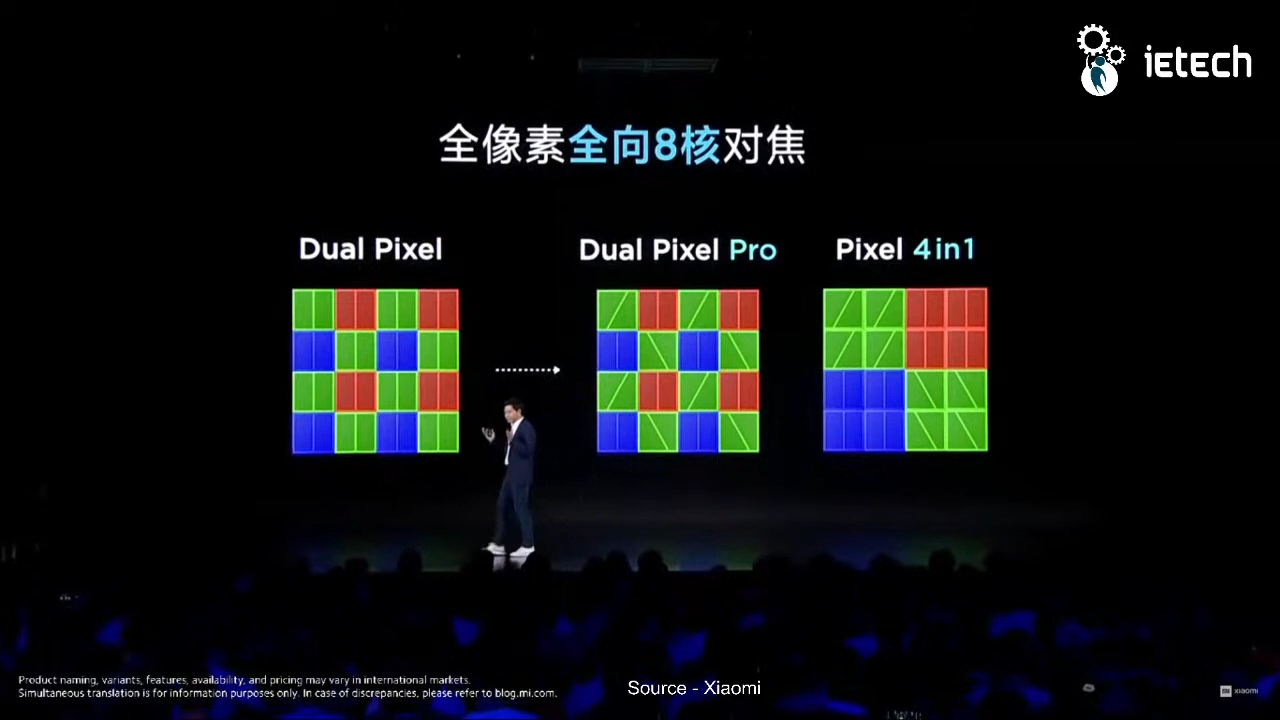 ietech
全像素全向8核对焦
Dual Pixel
Dual Pixel Pro
Pixel 4in1
Product naming, variants, features, availability, and pricing may vary in international markets.
Simultaneous translation is for information purposes only. In case of discrepancies, please refer to blog.mi.com.
Source - Xiaomi
mi xiaomi